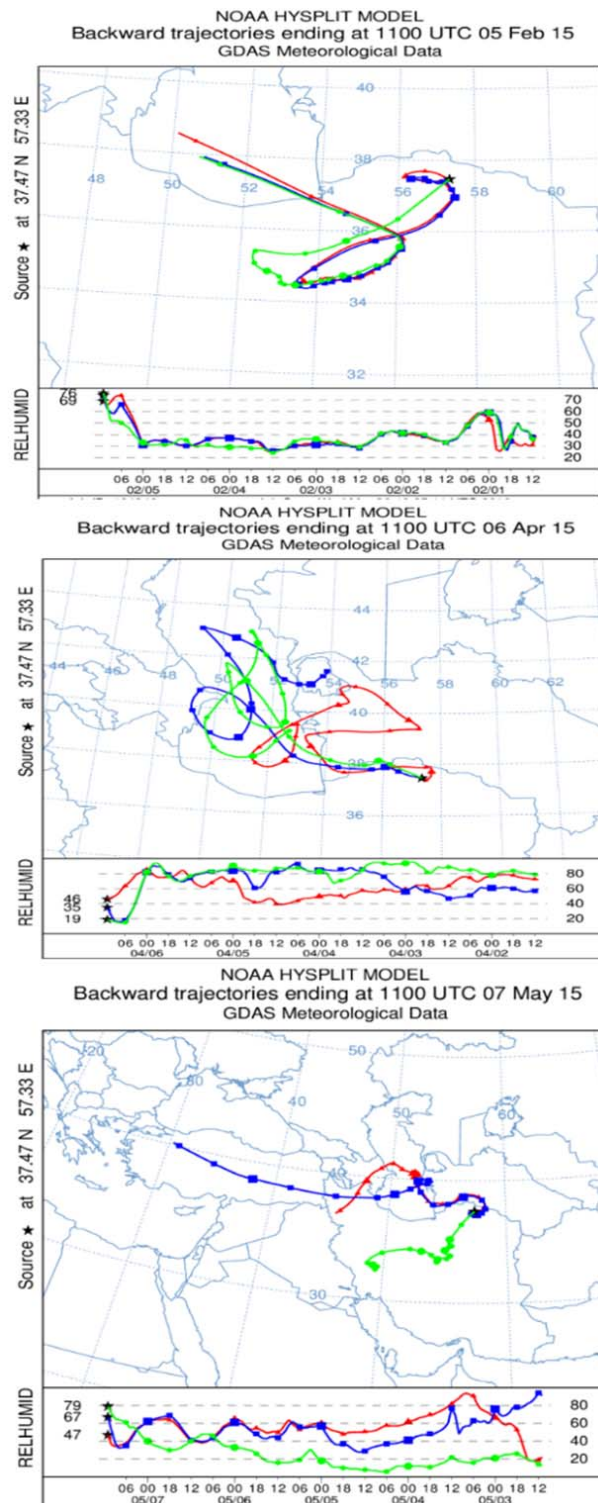 NOAA HYSPLIT MODEL
Backward trajectories ending at 1100 UTC 05 Feb 15
GDAS Meteorological Data
Source ★ at 37.47 N 57.33 E
40
38
48 50 52 54 56 58 60
36
34
32
RELHUMID
76
69
70
60
50
40
30
20
06 00 18 12 06 00 18 12 06 00 18 12 06 00 18 12 06 00 18 12
02/05 02/04 02/03 02/02 02/01
NOAA HYSPLIT MODEL
Backward trajectories ending at 1100 UTC 06 Apr 15
GDAS Meteorological Data
Source ★ at 37.47 N 57.33 E
44
42
44 46 48 50 52 54 56 58 60 62
40
38
36
RELHUMID
46
35
19
80
60
40
20
06 00 18 12 06 00 18 12 06 00 18 12 06 00 18 12 06 00 18 12
04/06 04/05 04/04 04/03 04/02
NOAA HYSPLIT MODEL
Backward trajectories ending at 1100 UTC 07 May 15
GDAS Meteorological Data
Source ★ at 37.47 N 57.33 E
50
20 30 40 50 60
40
30
RELHUMID
79
67
47
80
60
40
20
06 00 18 12 06 00 18 12 06 00 18 12 06 00 18 12 06 00 18 12
05/07 05/06 05/05 05/04 05/03